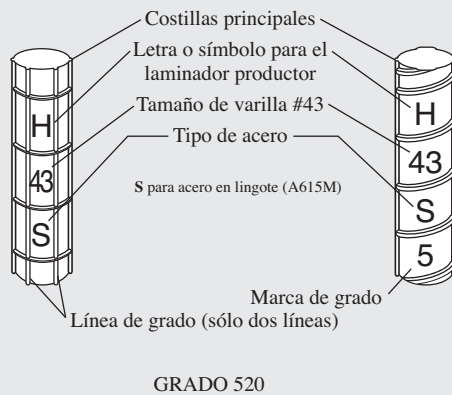 Costillas principales
Letra o símbolo para el
laminador productor
H
H
Tamaño de varilla #43
43
43
Tipo de acero
S para acero en lingote (A615M)
S
S
5
Marca de grado
Línea de grado (sólo dos líneas)
GRADO 520